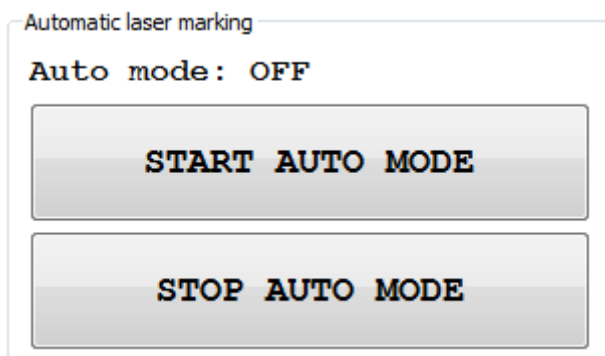 Automatic laser marking
Auto mode: OFF
START AUTO MODE
STOP AUTO MODE